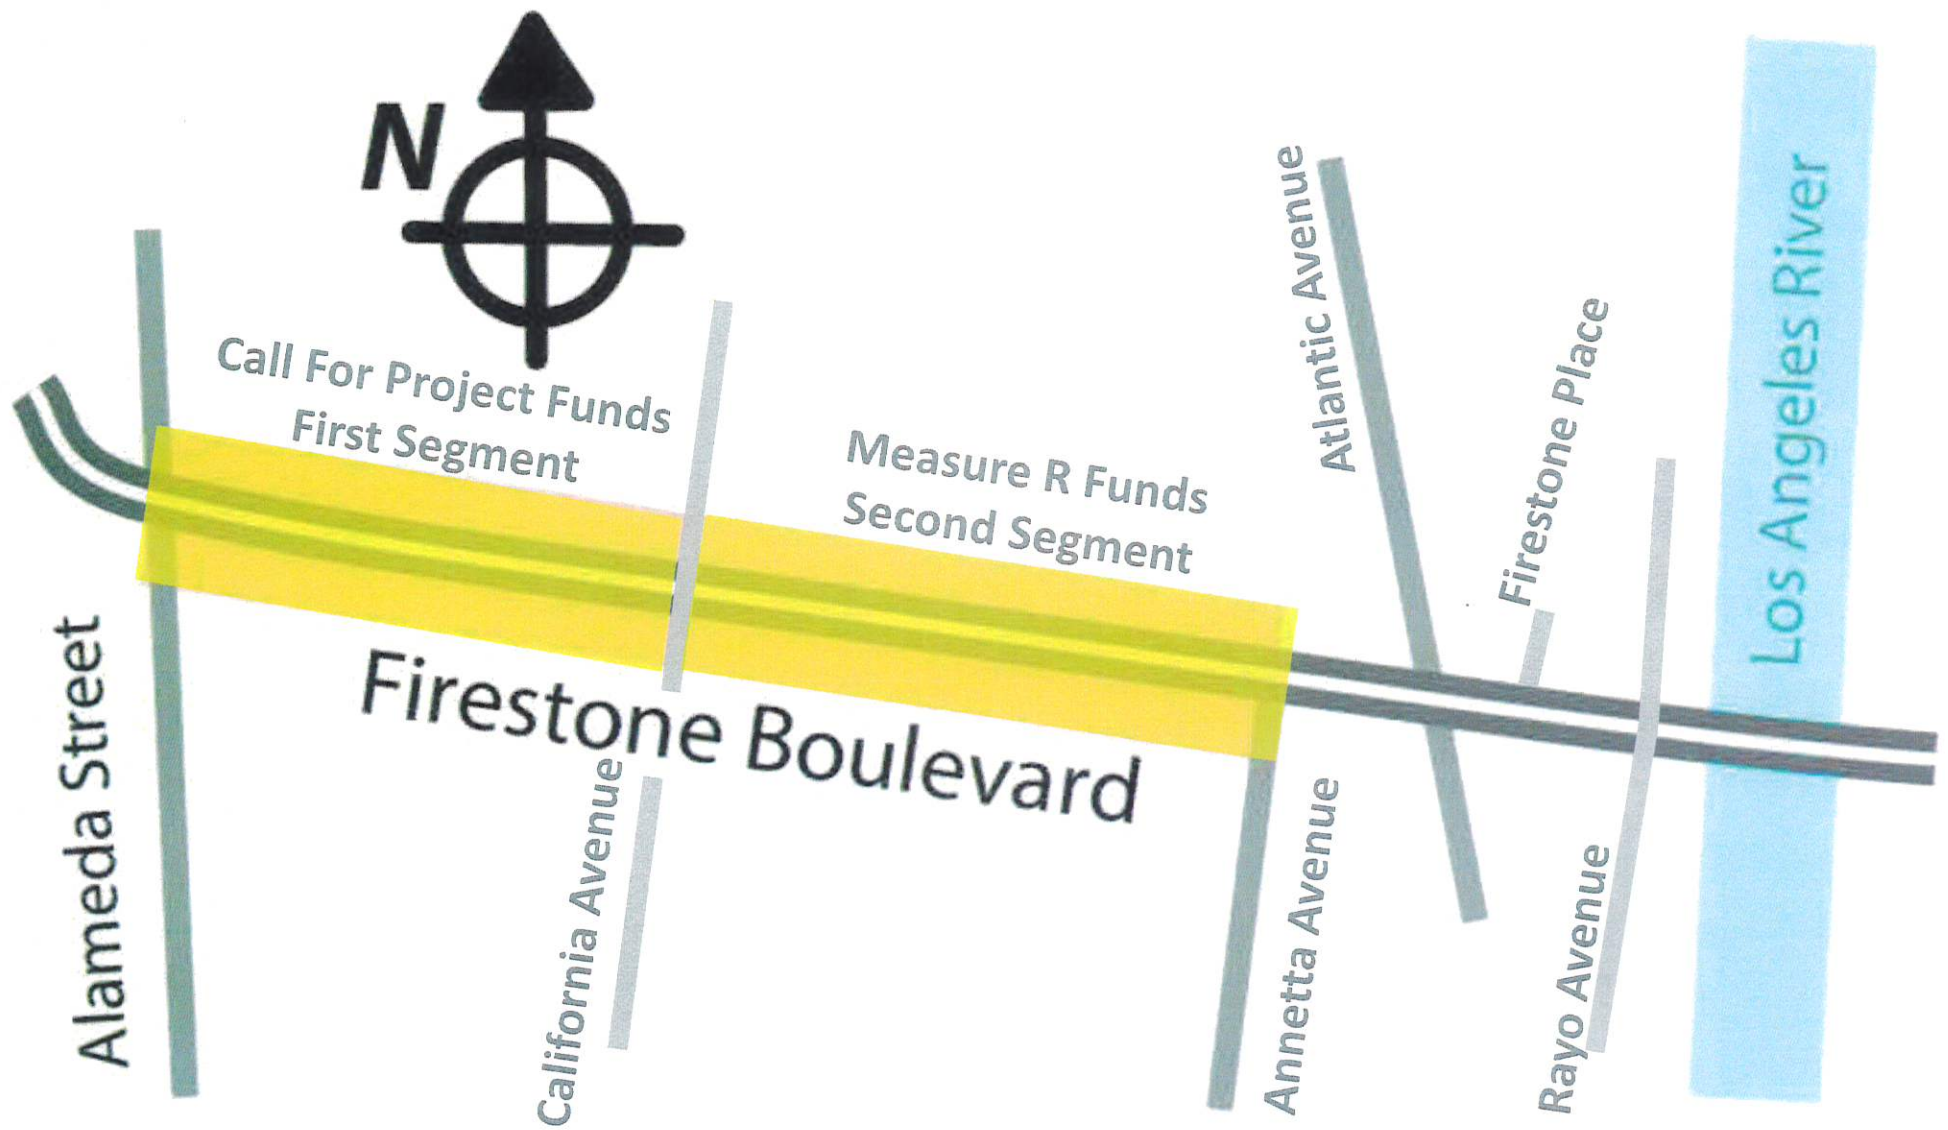 N
Call For Project Funds
First Segment
Measure R Funds
Second Segment
Atlantic Avenue
Firestone Place
Los Angeles River
Firestone Boulevard
Alameda Street
California Avenue
Annetta Avenue
Rayo Avenue